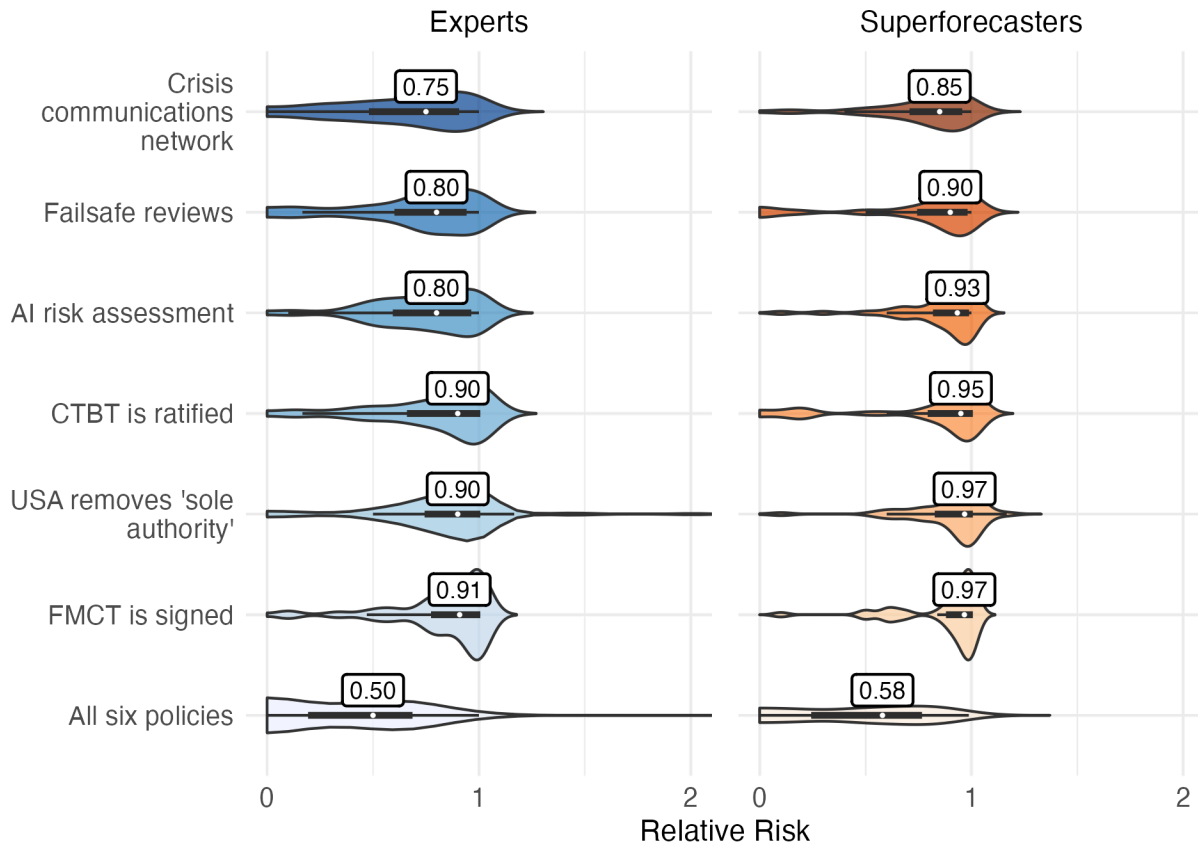 Experts
Superforecasters
Crisis
communications
network
0.75
0.85
Failsafe reviews
0.80
0.90
AI risk assessment
0.80
0.93
CTBT is ratified
0.90
0.95
USA removes 'sole
authority'
0.90
0.97
FMCT is signed
0.91
0.97
All six policies
0.50
0.58
0 1 2
0 1 2
Relative Risk